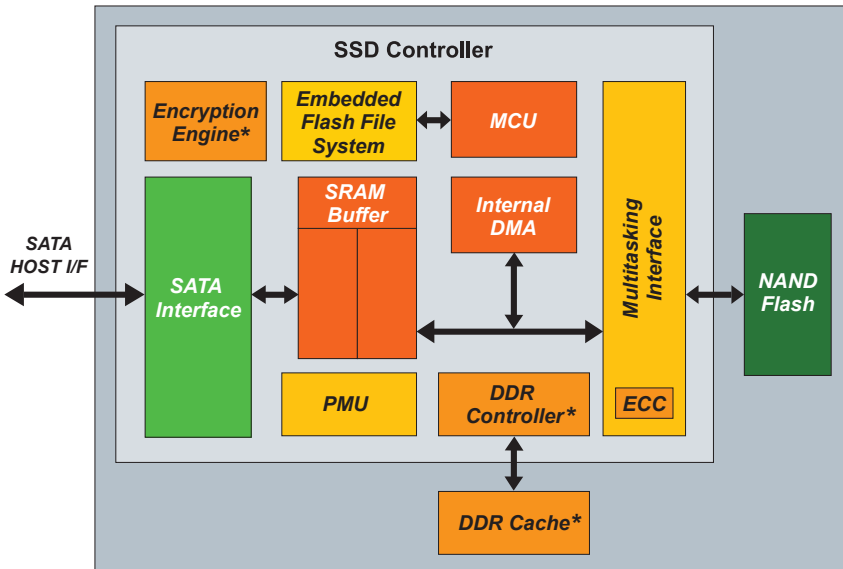 SSD Controller
Encryption
Engine*
Embedded
Flash File
System
MCU
SRAM
Buffer
Internal
DMA
Multitasking
Interface
SATA
HOST I/F
SATA
Interface
NAND
Flash
PMU
DDR
Controller*
ECC
DDR Cache*